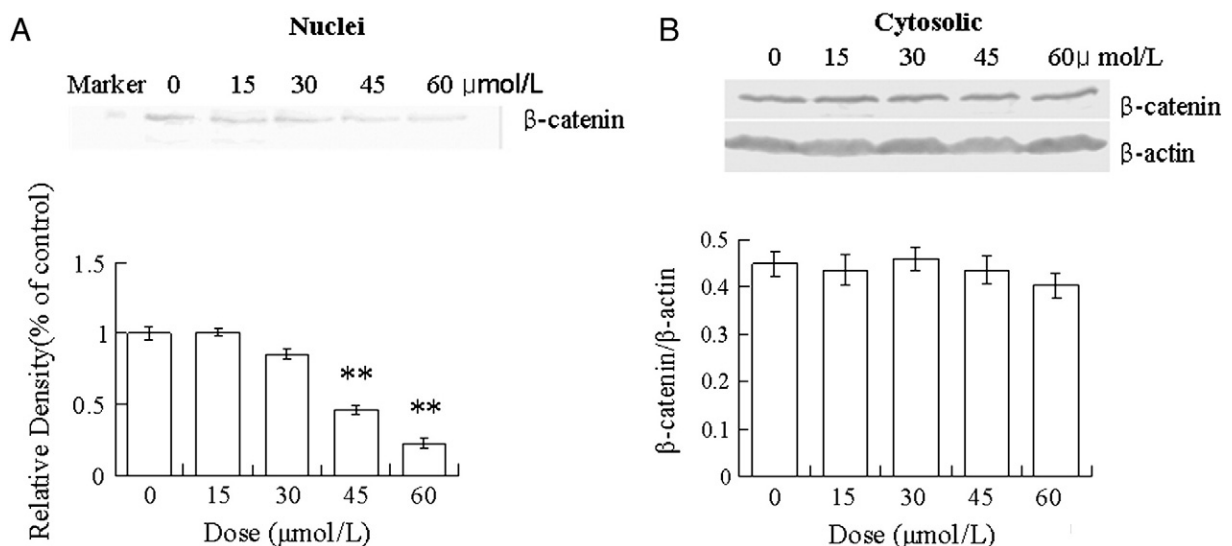 A
Nuclei
Marker 0 15 30 45 60 μmol/L
β-catenin
Relative Density(% of control)
1.5
1
0.5
0
**
**
0 15 30 45 60
Dose (μmol/L)
B
Cytosolic
0 15 30 45 60μ mol/L
β-catenin
β-actin
β-catenin/β-actin
0.5
0.4
0.3
0.2
0.1
0
0 15 30 45 60
Dose (μmol/L)